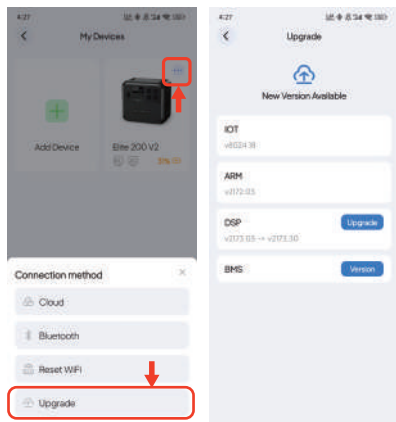 4:27
My Devices
Add Device
Elite 200 V2
Connection method
Cloud
Bluetooth
Reset WiFi
Upgrade
4:27
Upgrade
New Version Available
IOT
ARM
DSP
Upgrade
BMS
Version